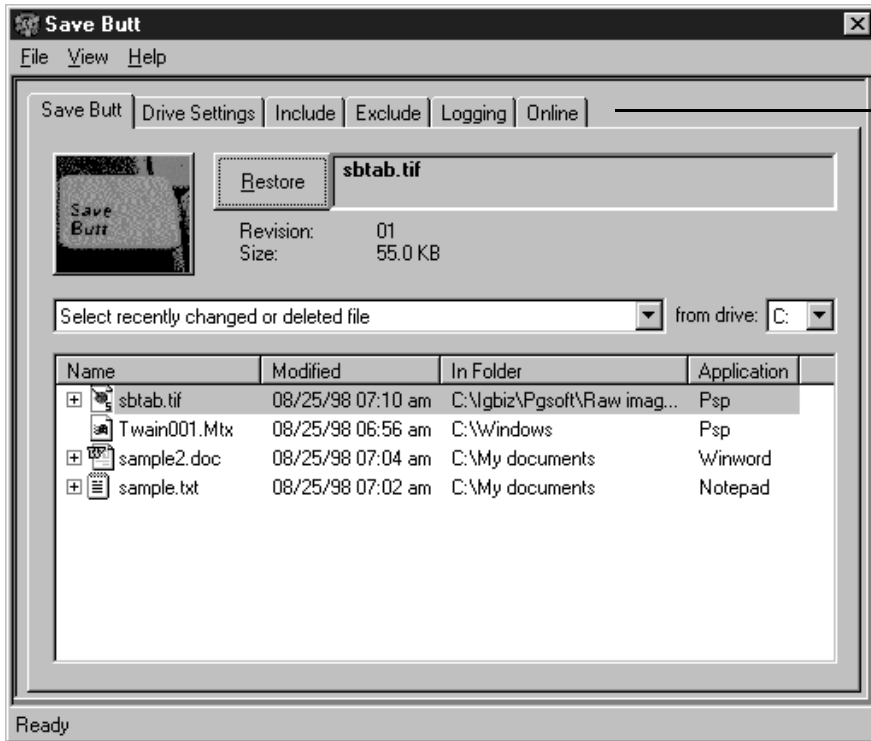 Save Butt
File View Help
Save Butt Drive Settings Include Exclude Logging Online
Save
Butt
Restore sbtab.tif
Revision: 01
Size: 55.0 KB
Select recently changed or deleted file from drive: C:
Name Modified In Folder Application
sbtab.tif 08/25/98 07:10 am C:\Igbiz\Pgsoft\Raw imag... Psp
Twain001.Mtx 08/25/98 06:56 am C:\Windows Psp
sample2.doc 08/25/98 07:04 am C:\My documents Winword
sample.txt 08/25/98 07:02 am C:\My documents Notepad
Ready